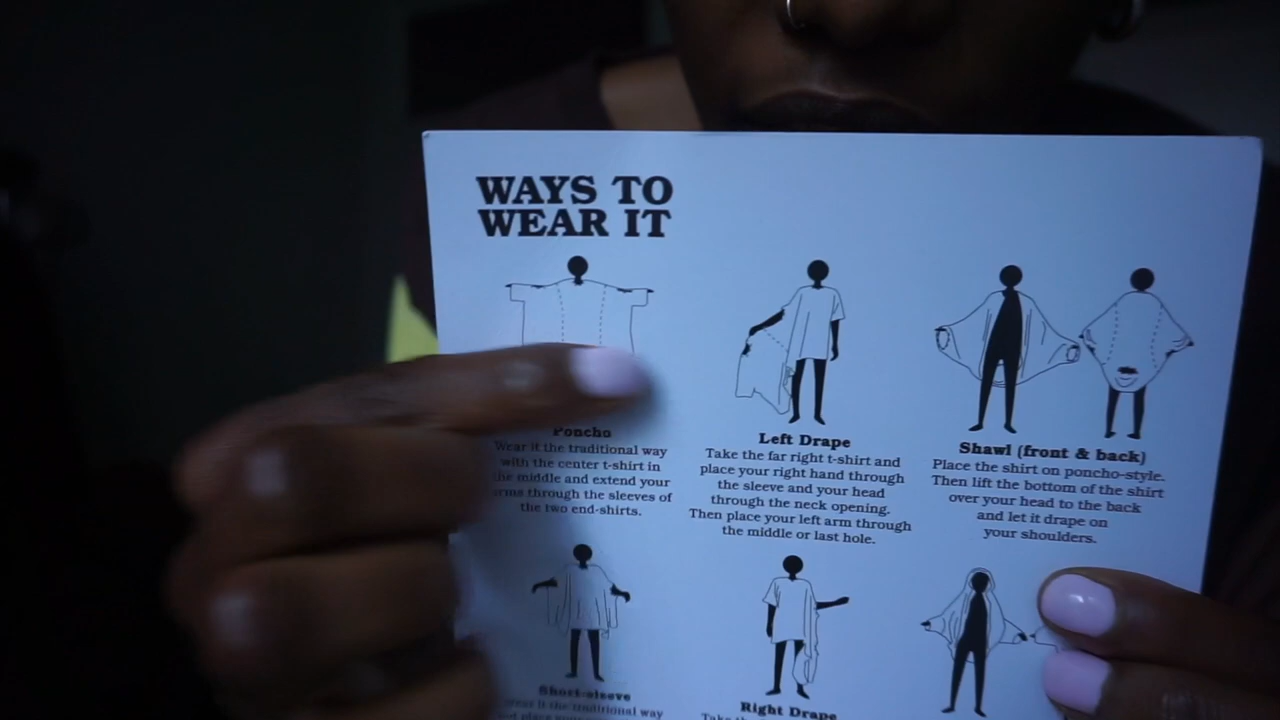 WAYS TO
WEAR IT
Poncho
Wear it the traditional way
with the center t-shirt in
the middle and extend your
arms through the sleeves of
the two end-shirts.
Left Drape
Take the far right t-shirt and
place your right hand through
the sleeve and your head
through the neck opening.
Then place your left arm through
the middle or last hole.
Shawl (front & back)
Place the shirt on poncho-style.
Then lift the bottom of the shirt
over your head to the back
and let it drape on
your shoulders.
Short-sleeve
wear it the traditional way
Right Drape
Take the